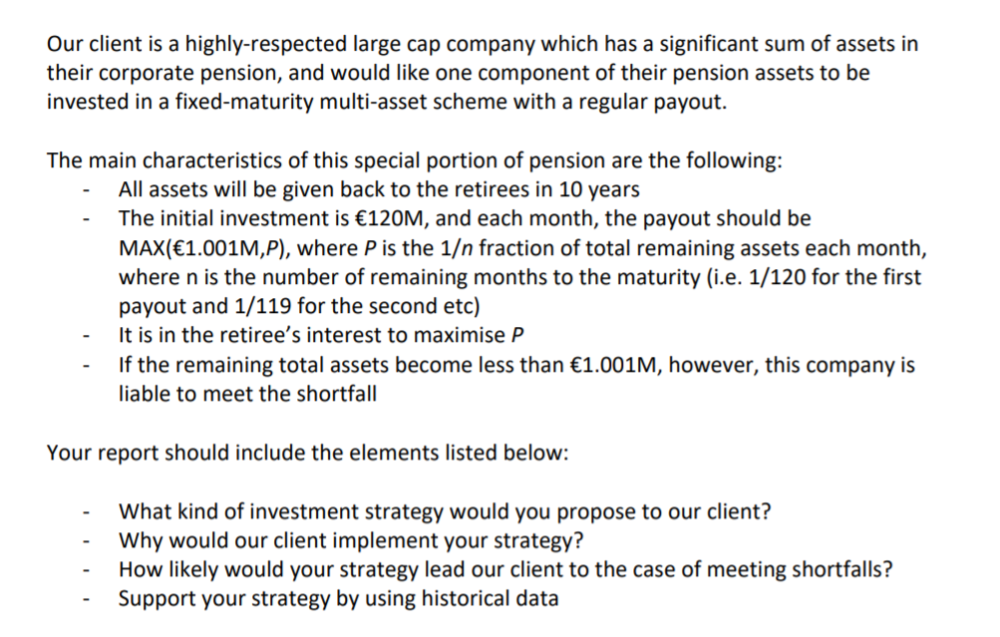 Our client is a highly-respected large cap company which has a significant sum of assets in
their corporate pension, and would like one component of their pension assets to be
invested in a fixed-maturity multi-asset scheme with a regular payout.
The main characteristics of this special portion of pension are the following:
- All assets will be given back to the retirees in 10 years
- The initial investment is €120M, and each month, the payout should be
MAX(€1.001M,P), where P is the 1/n fraction of total remaining assets each month,
where n is the number of remaining months to the maturity (i.e. 1/120 for the first
payout and 1/119 for the second etc)
- It is in the retiree’s interest to maximise P
- If the remaining total assets become less than €1.001M, however, this company is
liable to meet the shortfall
Your report should include the elements listed below:
- What kind of investment strategy would you propose to our client?
- Why would our client implement your strategy?
- How likely would your strategy lead our client to the case of meeting shortfalls?
- Support your strategy by using historical data